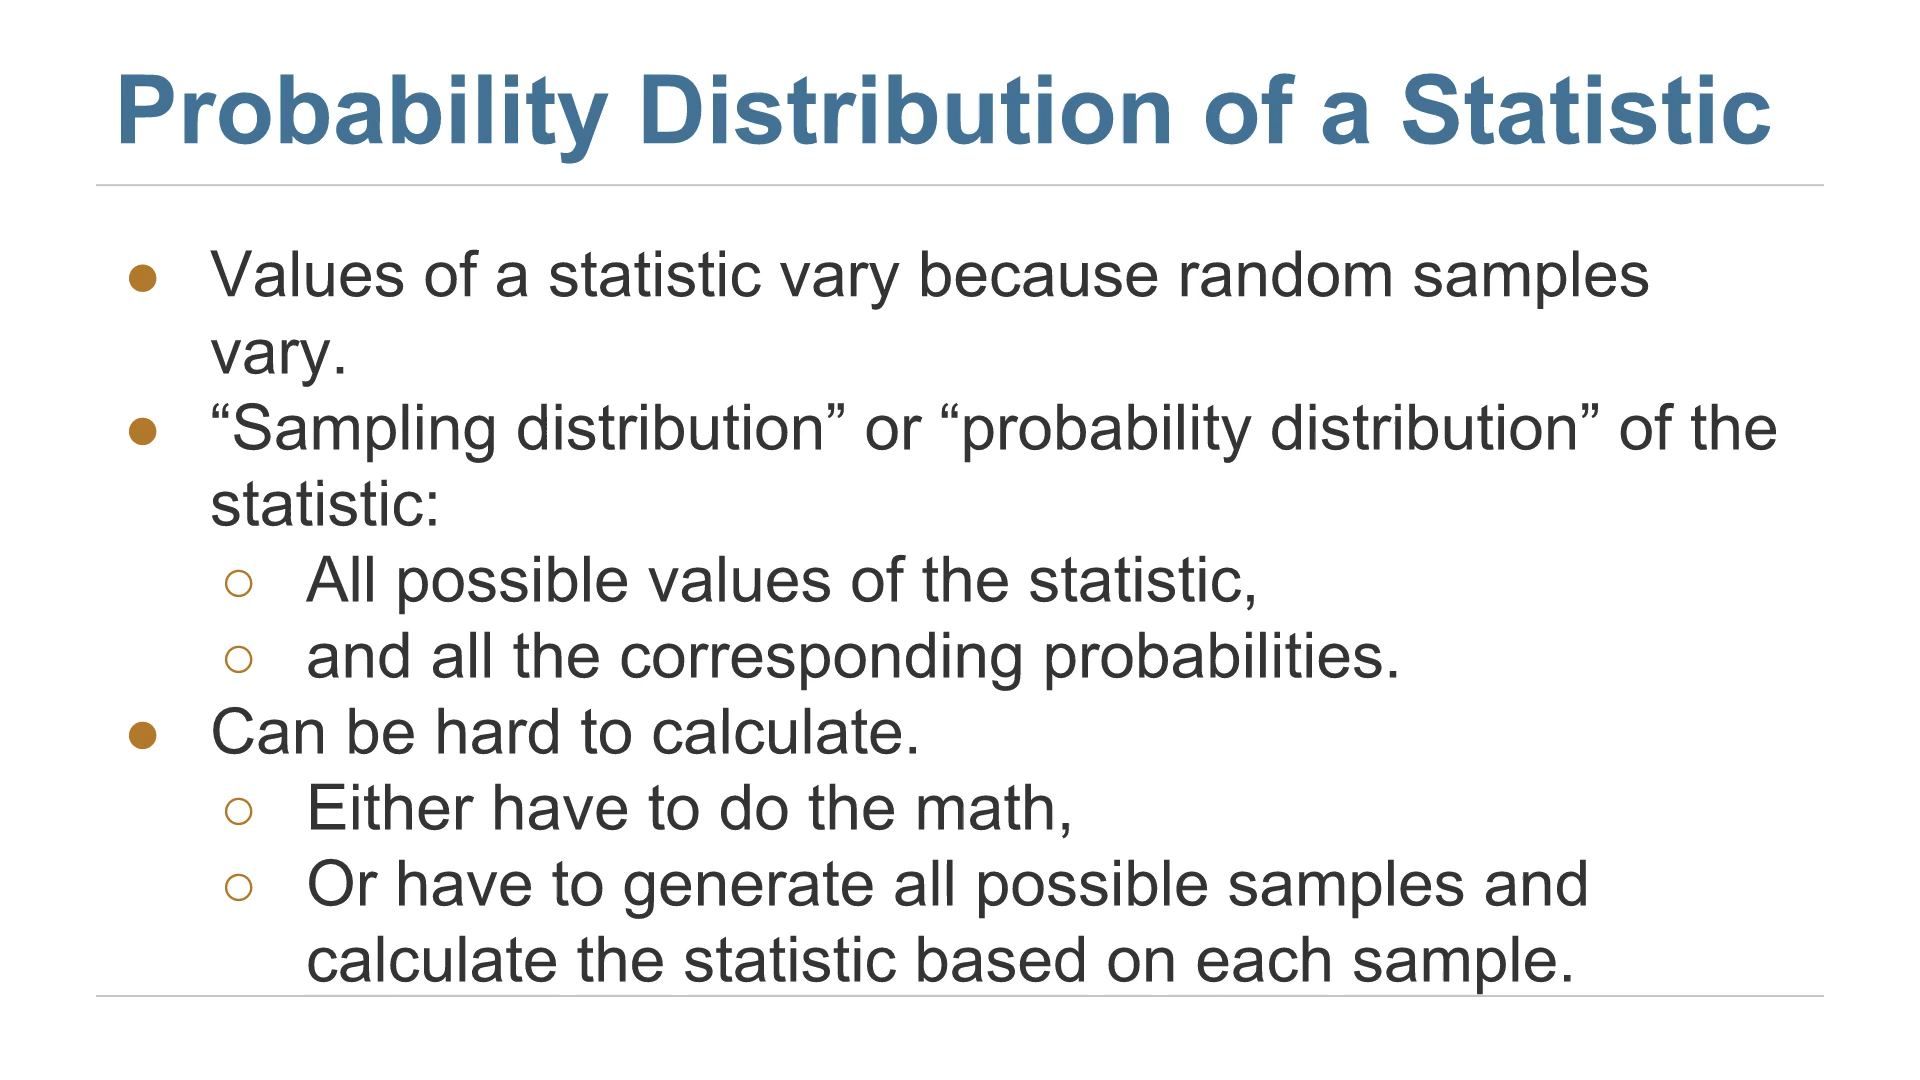 Probability Distribution of a Statistic
● Values of a statistic vary because random samples
vary.
● “Sampling distribution” or “probability distribution” of the
statistic:
○ All possible values of the statistic,
○ and all the corresponding probabilities.
● Can be hard to calculate.
○ Either have to do the math,
○ Or have to generate all possible samples and
calculate the statistic based on each sample.